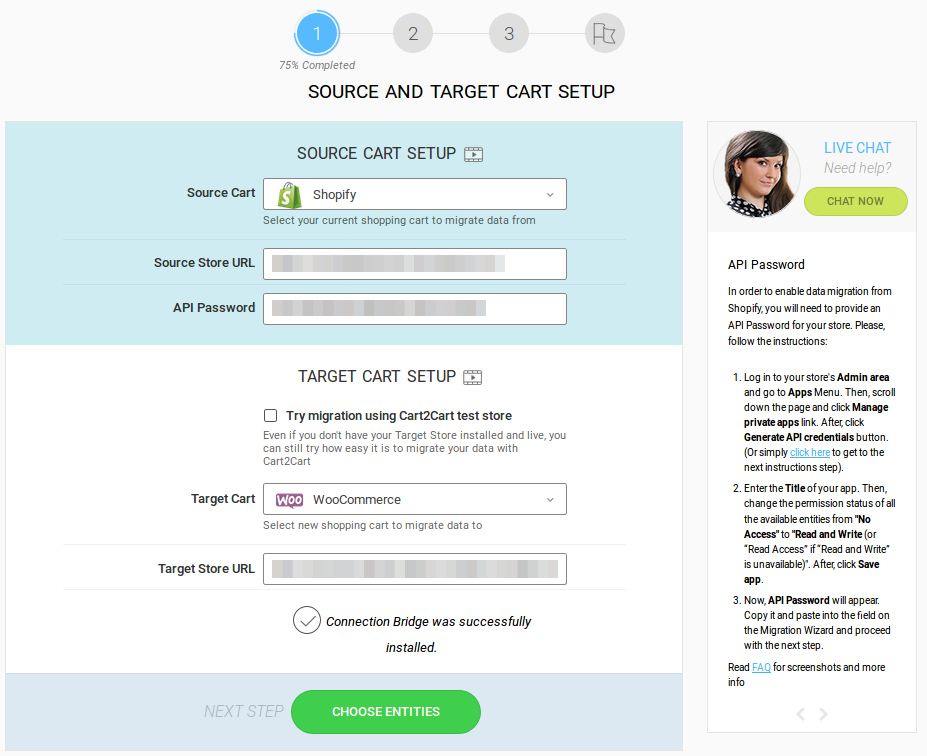 1
2
3
75% Completed
SOURCE AND TARGET CART SETUP
SOURCE CART SETUP
Source Cart
Shopify
Select your current shopping cart to migrate data from
Source Store URL
API Password
TARGET CART SETUP
Try migration using Cart2Cart test store
Even if you don't have your Target Store installed and live, you
can still try how easy it is to migrate your data with
Cart2Cart
Target Cart
WOO
WooCommerce
Select new shopping cart to migrate data to
Target Store URL
Connection Bridge was successfully
installed.
NEXT STEP
CHOOSE ENTITIES
LIVE CHAT
Need help?
CHAT NOW
API Password
In order to enable data migration from
Shopify, you will need to provide an
API Password for your store. Please,
follow the instructions:
1. Log in to your store's Admin area
and go to Apps Menu. Then, scroll
down the page and click Manage
private apps link. After, click
Generate API credentials button.
(Or simply click here to get to the
next instructions step).
2. Enter the Title of your app. Then,
change the permission status of all
the available entities from "No
Access" to "Read and Write (or
“Read Access” if “Read and Write”
is unavailable)". After, click Save
app.
3. Now, API Password will appear.
Copy it and paste into the field on
the Migration Wizard and proceed
with the next step.
Read FAQ for screenshots and more
info